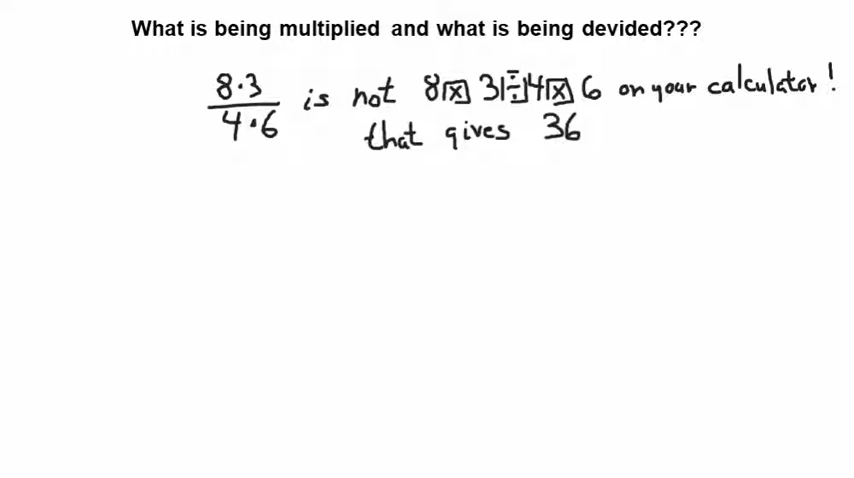 What is being multiplied and what is being devided???
8·3 is not 8 x 3 ÷ 4 x 6 on your calculator!
4·6 that gives 36